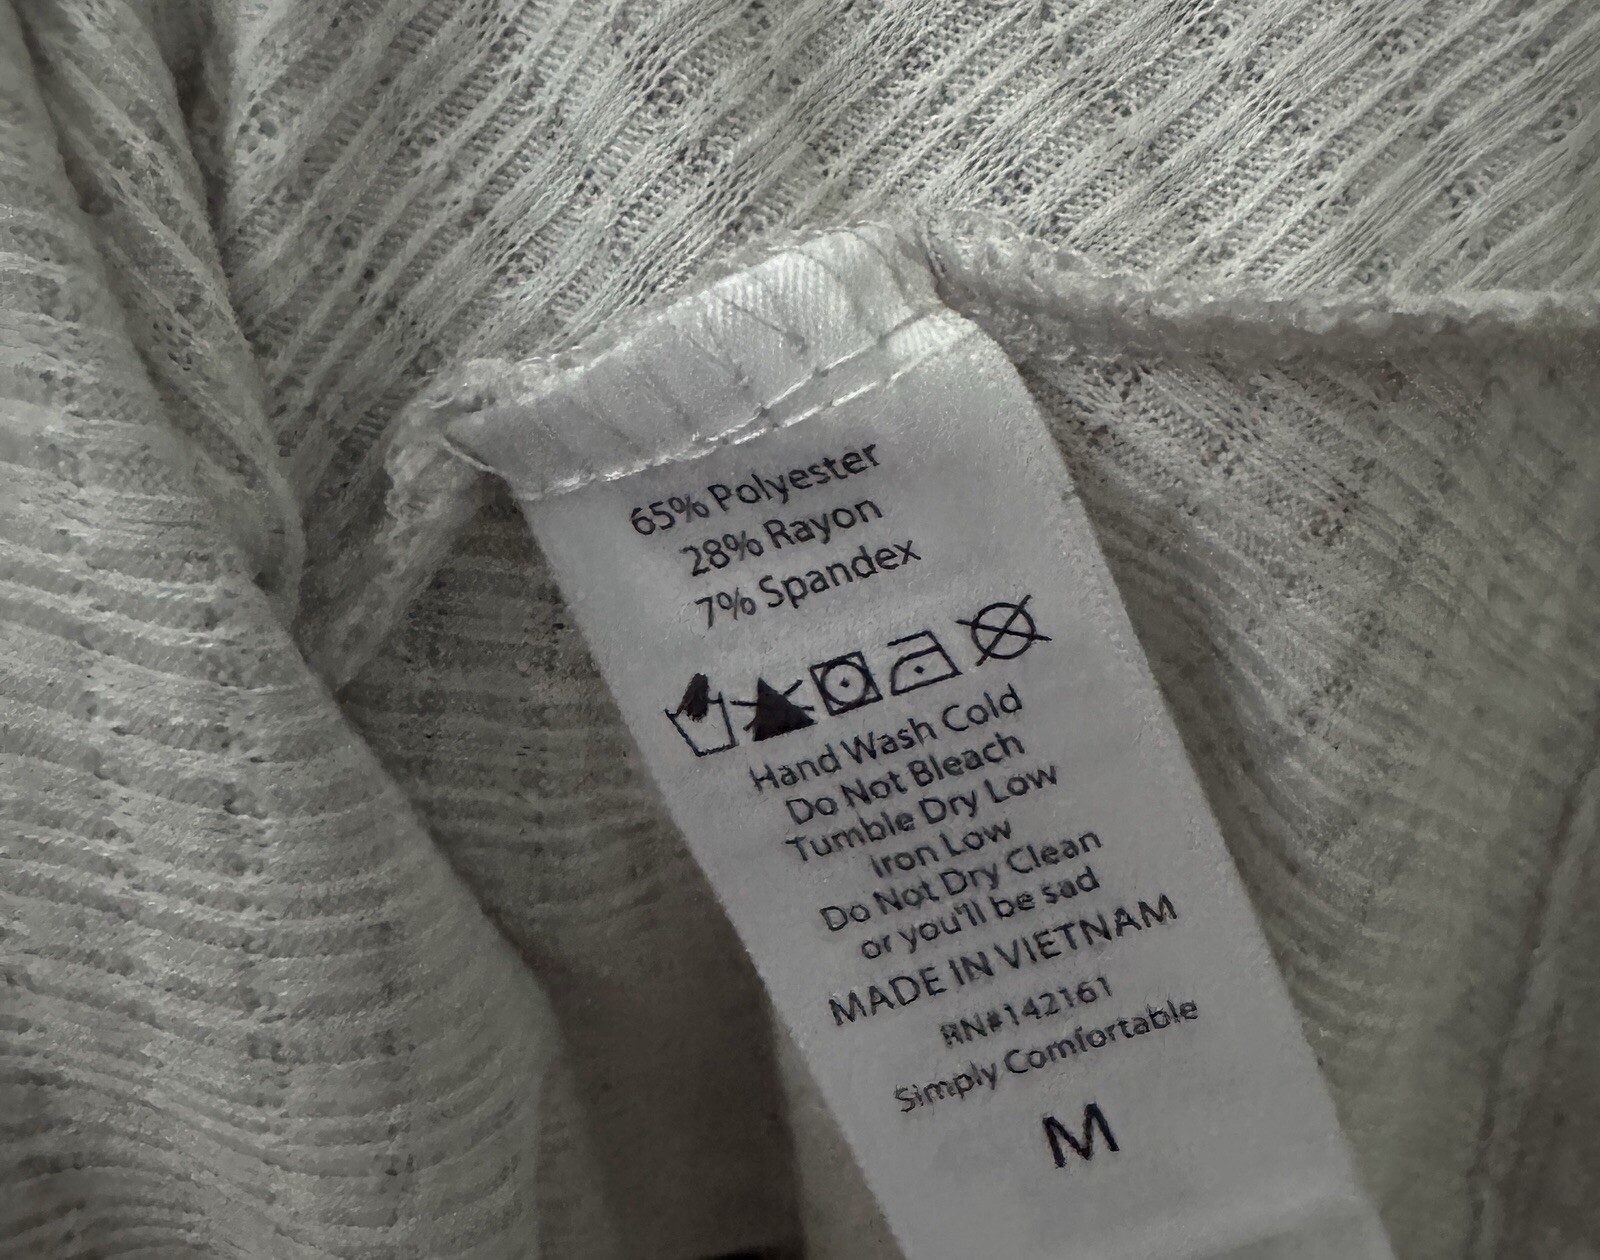 65% Polyester
28% Rayon
7% Spandex
Hand Wash Cold
Do Not Bleach
Tumble Dry Low
Iron Low
Do Not Dry Clean
or you'll be sad
MADE IN VIETNAM
RN#142161
Simply Comfortable
M